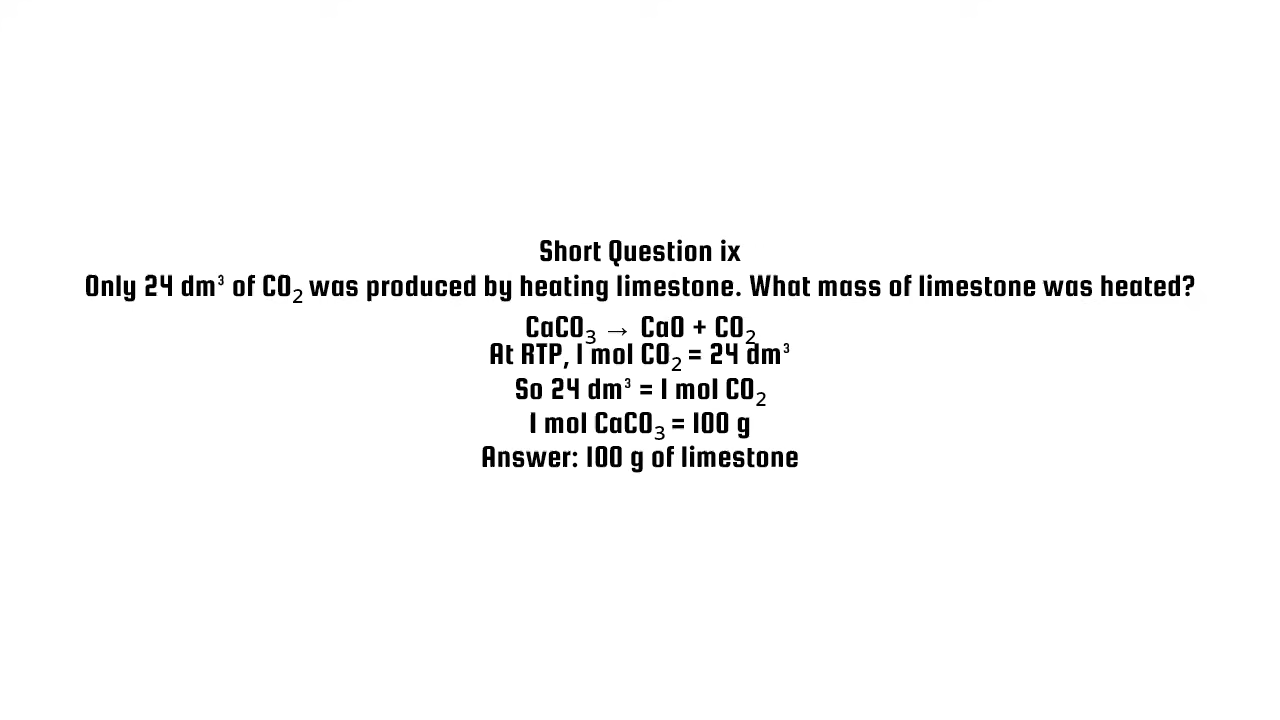 Short Question ix
Only 24 dm³ of CO₂ was produced by heating limestone. What mass of limestone was heated?
CaCO₃ → CaO + CO₂
At RTP, 1 mol CO₂ = 24 dm³
So 24 dm³ = 1 mol CO₂
1 mol CaCO₃ = 100 g
Answer: 100 g of limestone